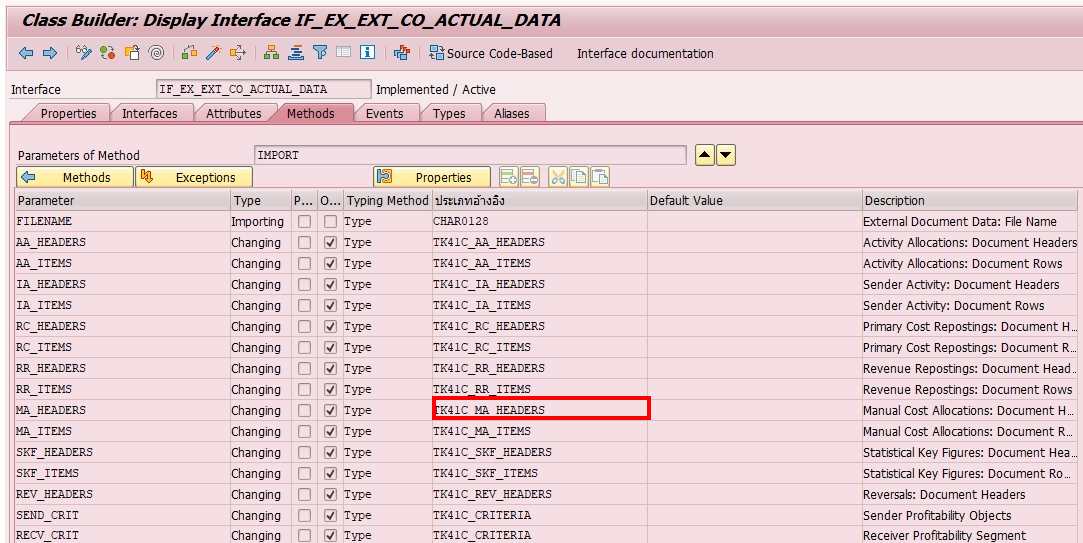 Class Builder: Display Interface IF_EX_EXT_CO_ACTUAL_DATA
Source Code-Based Interface documentation
Interface IF_EX_EXT_CO_ACTUAL_DATA Implemented / Active
Properties Interfaces Attributes Methods Events Types Aliases
Parameters of Method IMPORT
Methods Exceptions Properties
Parameter Type P... O... Typing Method ประเภทอ้างอิง Default Value Description
FILENAME Importing Type CHAR0128 External Document Data: File Name
AA_HEADERS Changing Type TK41C_AA_HEADERS Activity Allocations: Document Headers
AA_ITEMS Changing Type TK41C_AA_ITEMS Activity Allocations: Document Rows
IA_HEADERS Changing Type TK41C_IA_HEADERS Sender Activity: Document Headers
IA_ITEMS Changing Type TK41C_IA_ITEMS Sender Activity: Document Rows
RC_HEADERS Changing Type TK41C_RC_HEADERS Primary Cost Repostings: Document H...
RC_ITEMS Changing Type TK41C_RC_ITEMS Primary Cost Repostings: Document R...
RR_HEADERS Changing Type TK41C_RR_HEADERS Revenue Repostings: Document Head...
RR_ITEMS Changing Type TK41C_RR_ITEMS Revenue Repostings: Document Rows
MA_HEADERS Changing Type TK41C_MA_HEADERS Manual Cost Allocations: Document H...
MA_ITEMS Changing Type TK41C_MA_ITEMS Manual Cost Allocations: Document R...
SKF_HEADERS Changing Type TK41C_SKF_HEADERS Statistical Key Figures: Document Hea...
SKF_ITEMS Changing Type TK41C_SKF_ITEMS Statistical Key Figures: Document Ro...
REV_HEADERS Changing Type TK41C_REV_HEADERS Reversals: Document Headers
SEND_CRIT Changing Type TK41C_CRITERIA Sender Profitability Objects
RECV_CRIT Changing Type TK41C_CRITERIA Receiver Profitability Segment